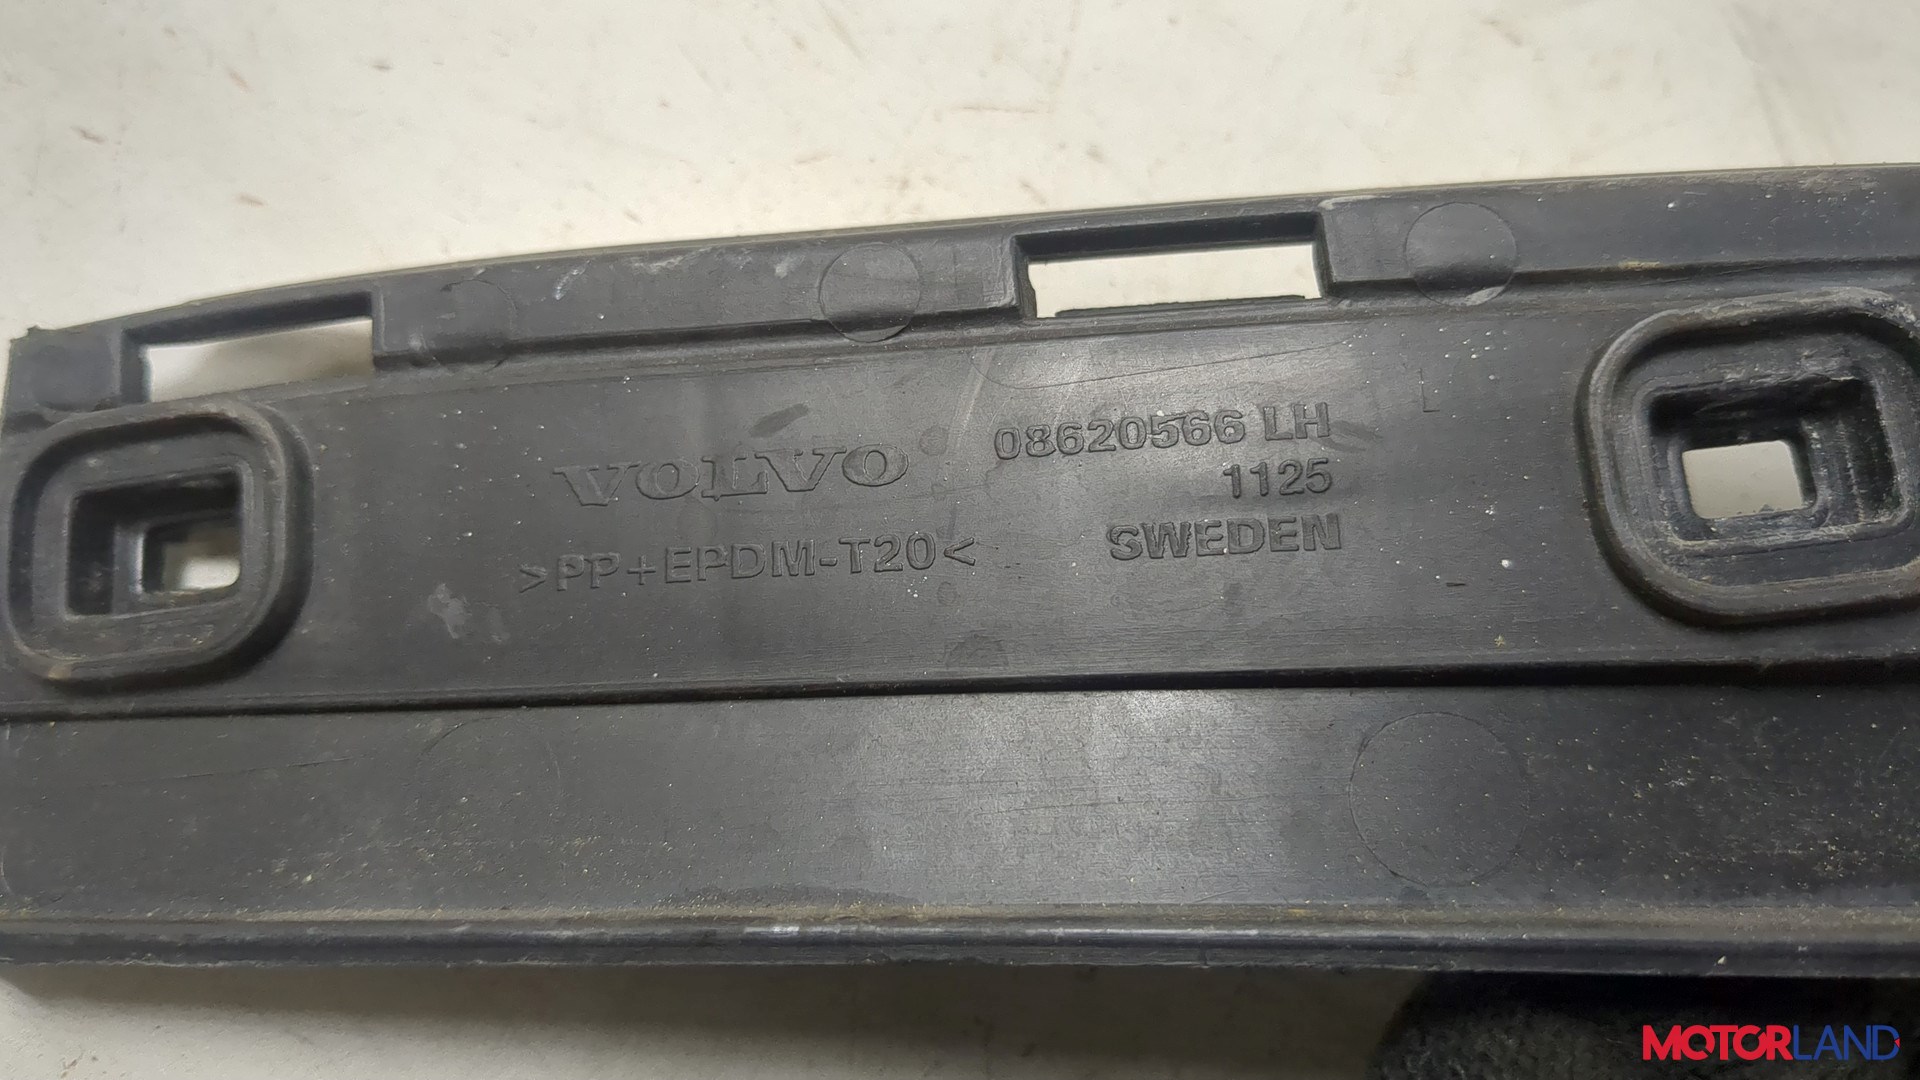 VOLVO
>PP+EPDM-T20<
08620566 LH
1125
SWEDEN
MOTORLAND